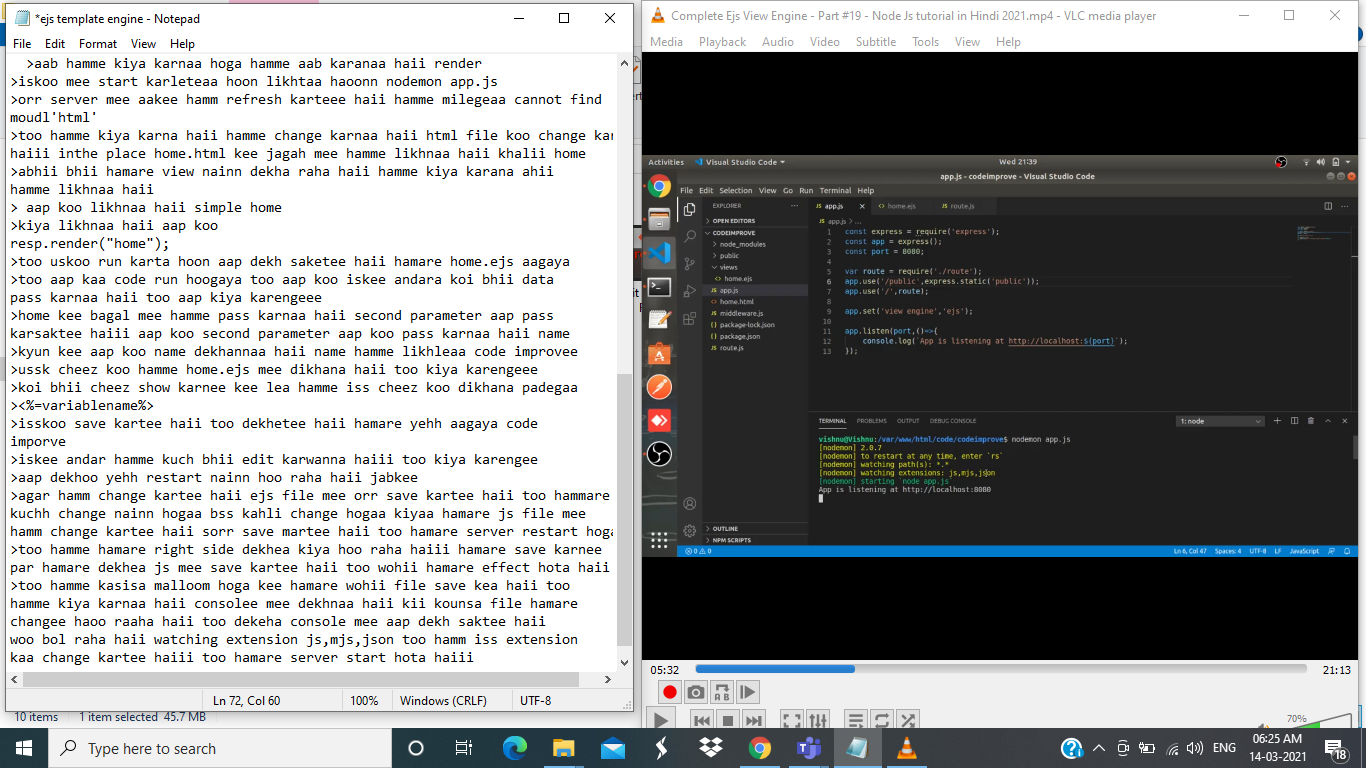 *ejs template engine - Notepad
File Edit Format View Help
>aab hamme kiya karnaa hoga hamme aab karanaa haii render
>iskoo mee start karleteaa hoon likhtaa haoonn nodemon app.js
>orr server mee aakee hamm refresh karteee haii hamme milegeaa cannot find
moudl'html'
>too hamme kiya karna haii hamme change karnaa haii html file koo change kar
haiii inthe place home.html kee jagah mee hamme likhnaa haii khalii home
>abhii bhii hamare view nainn dekha raha haii hamme kiya karana ahii
hamme likhnaa haii
> aap koo likhnaa haii simple home
>kiya likhnaa haii aap koo
resp.render("home");
>too uskoo run karta hoon aap dekh saketee haii hamare home.ejs aagaya
>too aap kaa code run hoogaya too aap koo iskee andara koi bhii data
pass karnaa haii too aap kiya karengeee
>home kee bagal mee hamme pass karnaa haii second parameter aap pass
karsaktee haiii aap koo second parameter aap koo pass karnaa haii name
>kyun kee aap koo name dekhannaa haii name hamme likhleaa code improvee
>ussk cheez koo hamme home.ejs mee dikhana haii too kiya karengeee
>koi bhii cheez show karnee kee lea hamme iss cheez koo dikhana padegaa
><%=variablename%>
>isskoo save kartee haii too dekhetee haii hamare yehh aagaya code
imporve
>iskee andar hamme kuch bhii edit karwanna haiii too kiya karengee
>aap dekhoo yehh restart nainn hoo raha haii jabkee
>agar hamm change kartee haii ejs file mee orr save kartee haii too hammare
kuchh change nainn hogaa bss kahli change hogaa kiyaa hamare js file mee
hamm change kartee haii sorr save martee haii too hamare server restart hoga
>too hamme hamare right side dekhea kiya hoo raha haiii hamare save karnee
par hamare dekhea js mee save kartee haii too wohii hamare effect hota haii
>too hamme kasisa malloom hoga kee hamare wohii file save kea haii too
hamme kiya karnaa haii consolee mee dekhnaa haii kii kounsa file hamare
changee haoo raaha haii too dekeha console mee aap dekh saktee haii
woo bol raha haii watching extension js,mjs,json too hamm iss extension
kaa change kartee haiii too hamare server start hota haiii
Ln 72, Col 60 100% Windows (CRLF) UTF-8
10 items 1 item selected 45.7 MB
Complete Ejs View Engine - Part #19 - Node Js tutorial in Hindi 2021.mp4 - VLC media player
Media Playback Audio Video Subtitle Tools View Help
Activities Visual Studio Code Wed 21:39
app.js - codeimprove - Visual Studio Code
File Edit Selection View Go Run Terminal Help
EXPLORER
OPEN EDITORS
CODEIMPROVE
node_modules
public
views
home.ejs
app.js
home.html
middleware.js
package-lock.json
package.json
route.js
OUTLINE
NPM SCRIPTS
app.js home.ejs route.js
app.js > ...
1 const express = require('express');
2 const app = express();
3 const port = 8080;
4
5 var route = require('./route');
6 app.use('/public',express.static('public'));
7 app.use('/',route);
8
9 app.set('view engine','ejs');
10
11 app.listen(port,()=>{
12 console.log(`App is listening at http://localhost:${port}`);
13 });
TERMINAL PROBLEMS OUTPUT DEBUG CONSOLE 1: node
vishnu@Vishnu:/var/www/html/code/codeimprove$ nodemon app.js
[nodemon] 2.0.7
[nodemon] to restart at any time, enter `rs`
[nodemon] watching path(s): *.*
[nodemon] watching extensions: js,mjs,json
[nodemon] starting `node app.js`
App is listening at http://localhost:8080
0 0 Ln 6, Col 47 Spaces: 4 UTF-8 LF JavaScript
05:32 21:13
70%
Type here to search
ENG
06:25 AM
14-03-2021
18